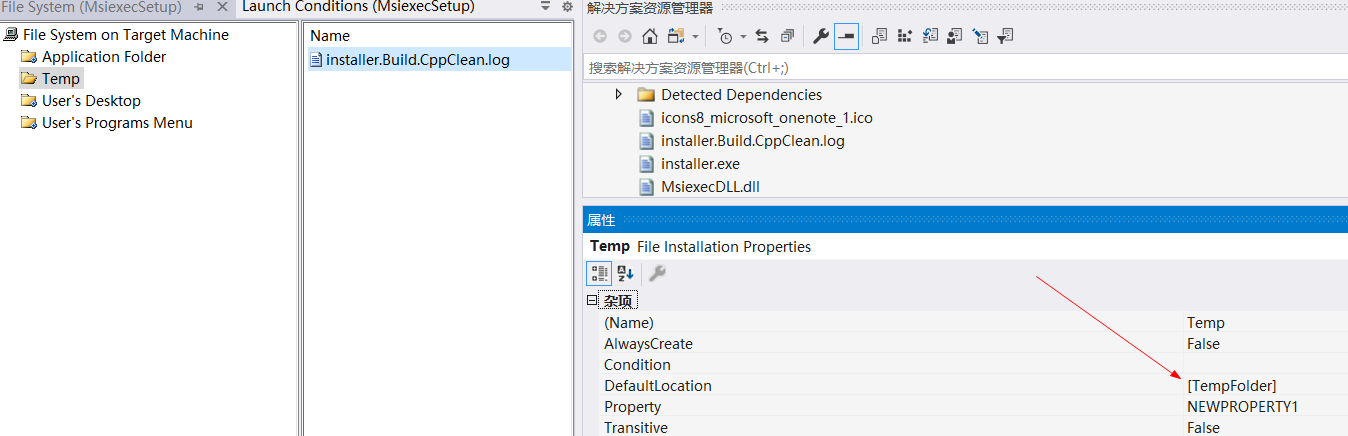 File System (MsiexecSetup)
Launch Conditions (MsiexecSetup)
File System on Target Machine
Application Folder
Temp
User's Desktop
User's Programs Menu
Name
installer.Build.CppClean.log
解决方案资源管理器
搜索解决方案资源管理器(Ctrl+;)
Detected Dependencies
icons8_microsoft_onenote_1.ico
installer.Build.CppClean.log
installer.exe
MsiexecDLL.dll
属性
Temp File Installation Properties
杂项
(Name) Temp
AlwaysCreate False
Condition
DefaultLocation [TempFolder]
Property NEWPROPERTY1
Transitive False